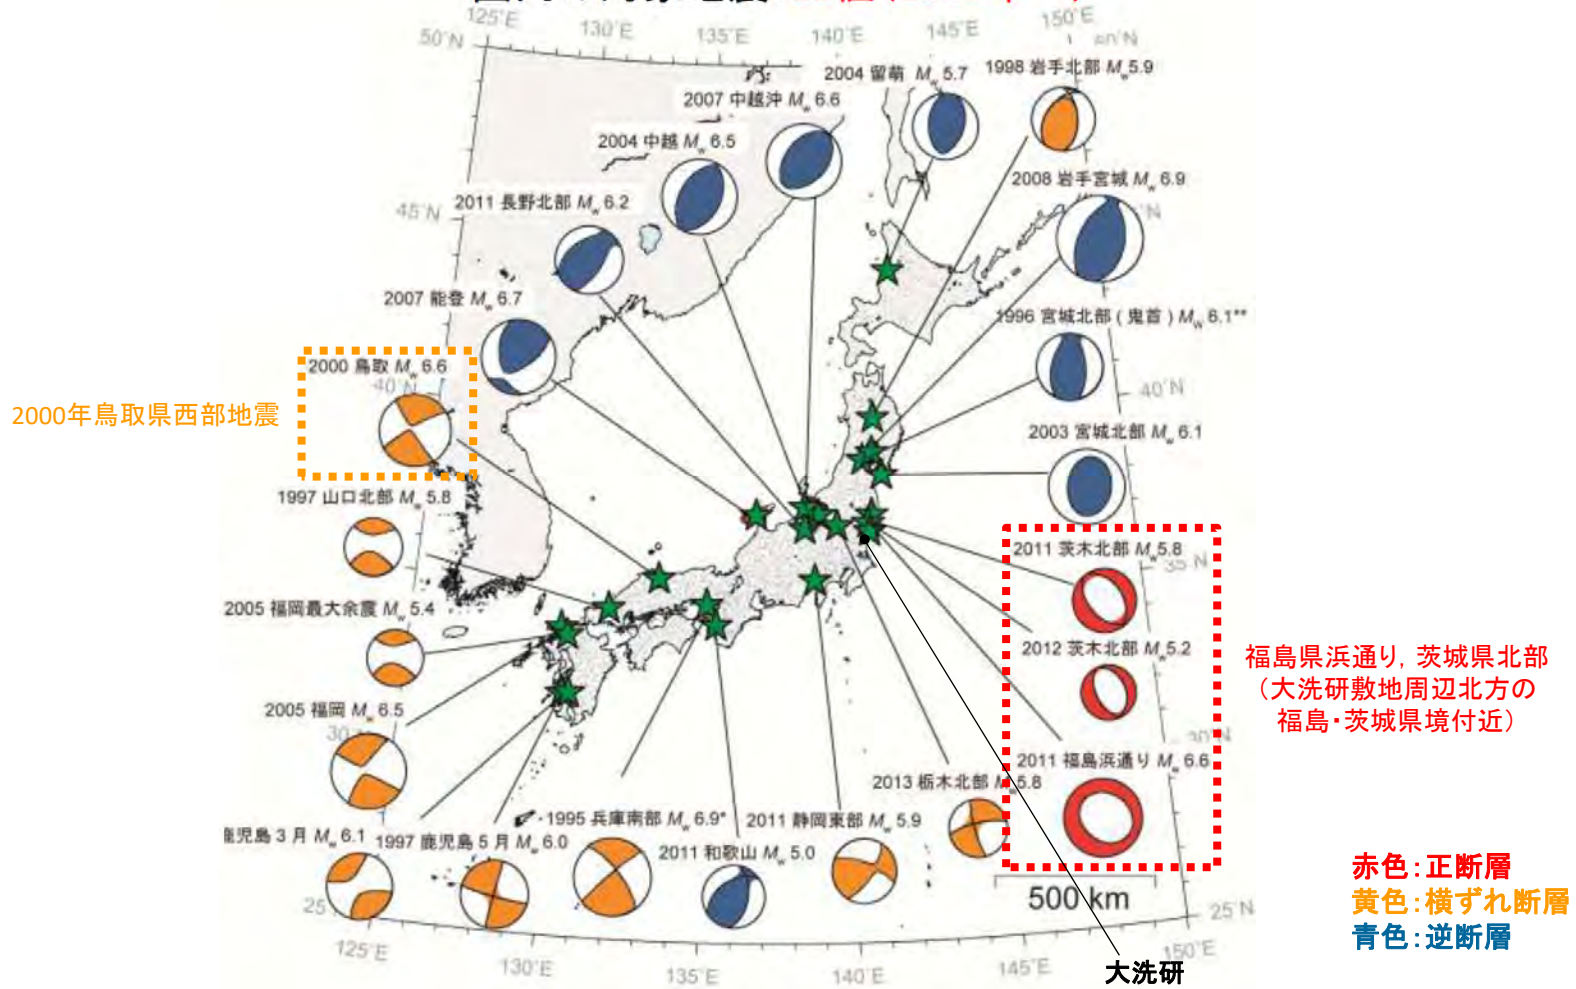 125°E
130°E
135°E
140°E
145°E
150°E
50°N
2004 留萌 Mw 5.7
1998 岩手北部 Mw5.9
2007 中越沖 Mw 6.6
2004 中越 Mw 6.5
2008 岩手宮城 Mw 6.9
2011 長野北部 Mw 6.2
45°N
2007 能登 Mw 6.7
1996 宮城北部 ( 鬼首 ) Mw 6.1**
2000 鳥取 Mw 6.6
40°N
40°N
2000年鳥取県西部地震
2003 宮城北部 Mw 6.1
1997 山口北部 Mw 5.8
2011 茨木北部 Mw5.8
35°N
2005 福岡最大余震 Mw 5.4
2012 茨木北部 Mw5.2
福島県浜通り，茨城県北部
（大洗研敷地周辺北方の
福島・茨城県境付近）
2005 福岡 Mw 6.5
30°N
2011 福島浜通り Mw 6.6
2013 栃木北部 Mw5.8
鹿児島 3 月 Mw 6.1
1997 鹿児島 5 月 Mw 6.0
1995 兵庫南部 Mw 6.9*
2011 静岡東部 Mw 5.9
2011 和歌山 Mw 5.0
500 km
赤色：正断層
黄色：横ずれ断層
青色：逆断層
25
25°N
125°E
130°E
135°E
140°E
145°E
150°E
大洗研